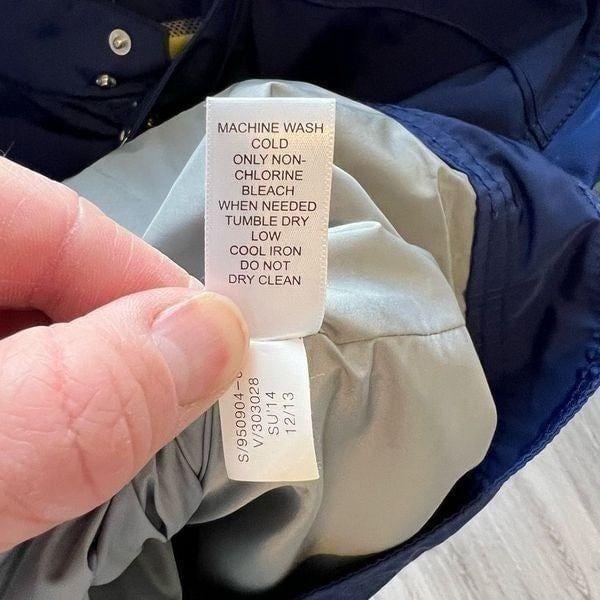 MACHINE WASH
COLD
ONLY NON-
CHLORINE
BLEACH
WHEN NEEDED
TUMBLE DRY
LOW
COOL IRON
DO NOT
DRY CLEAN
S/950904-
V/303028
SU'14
12/13